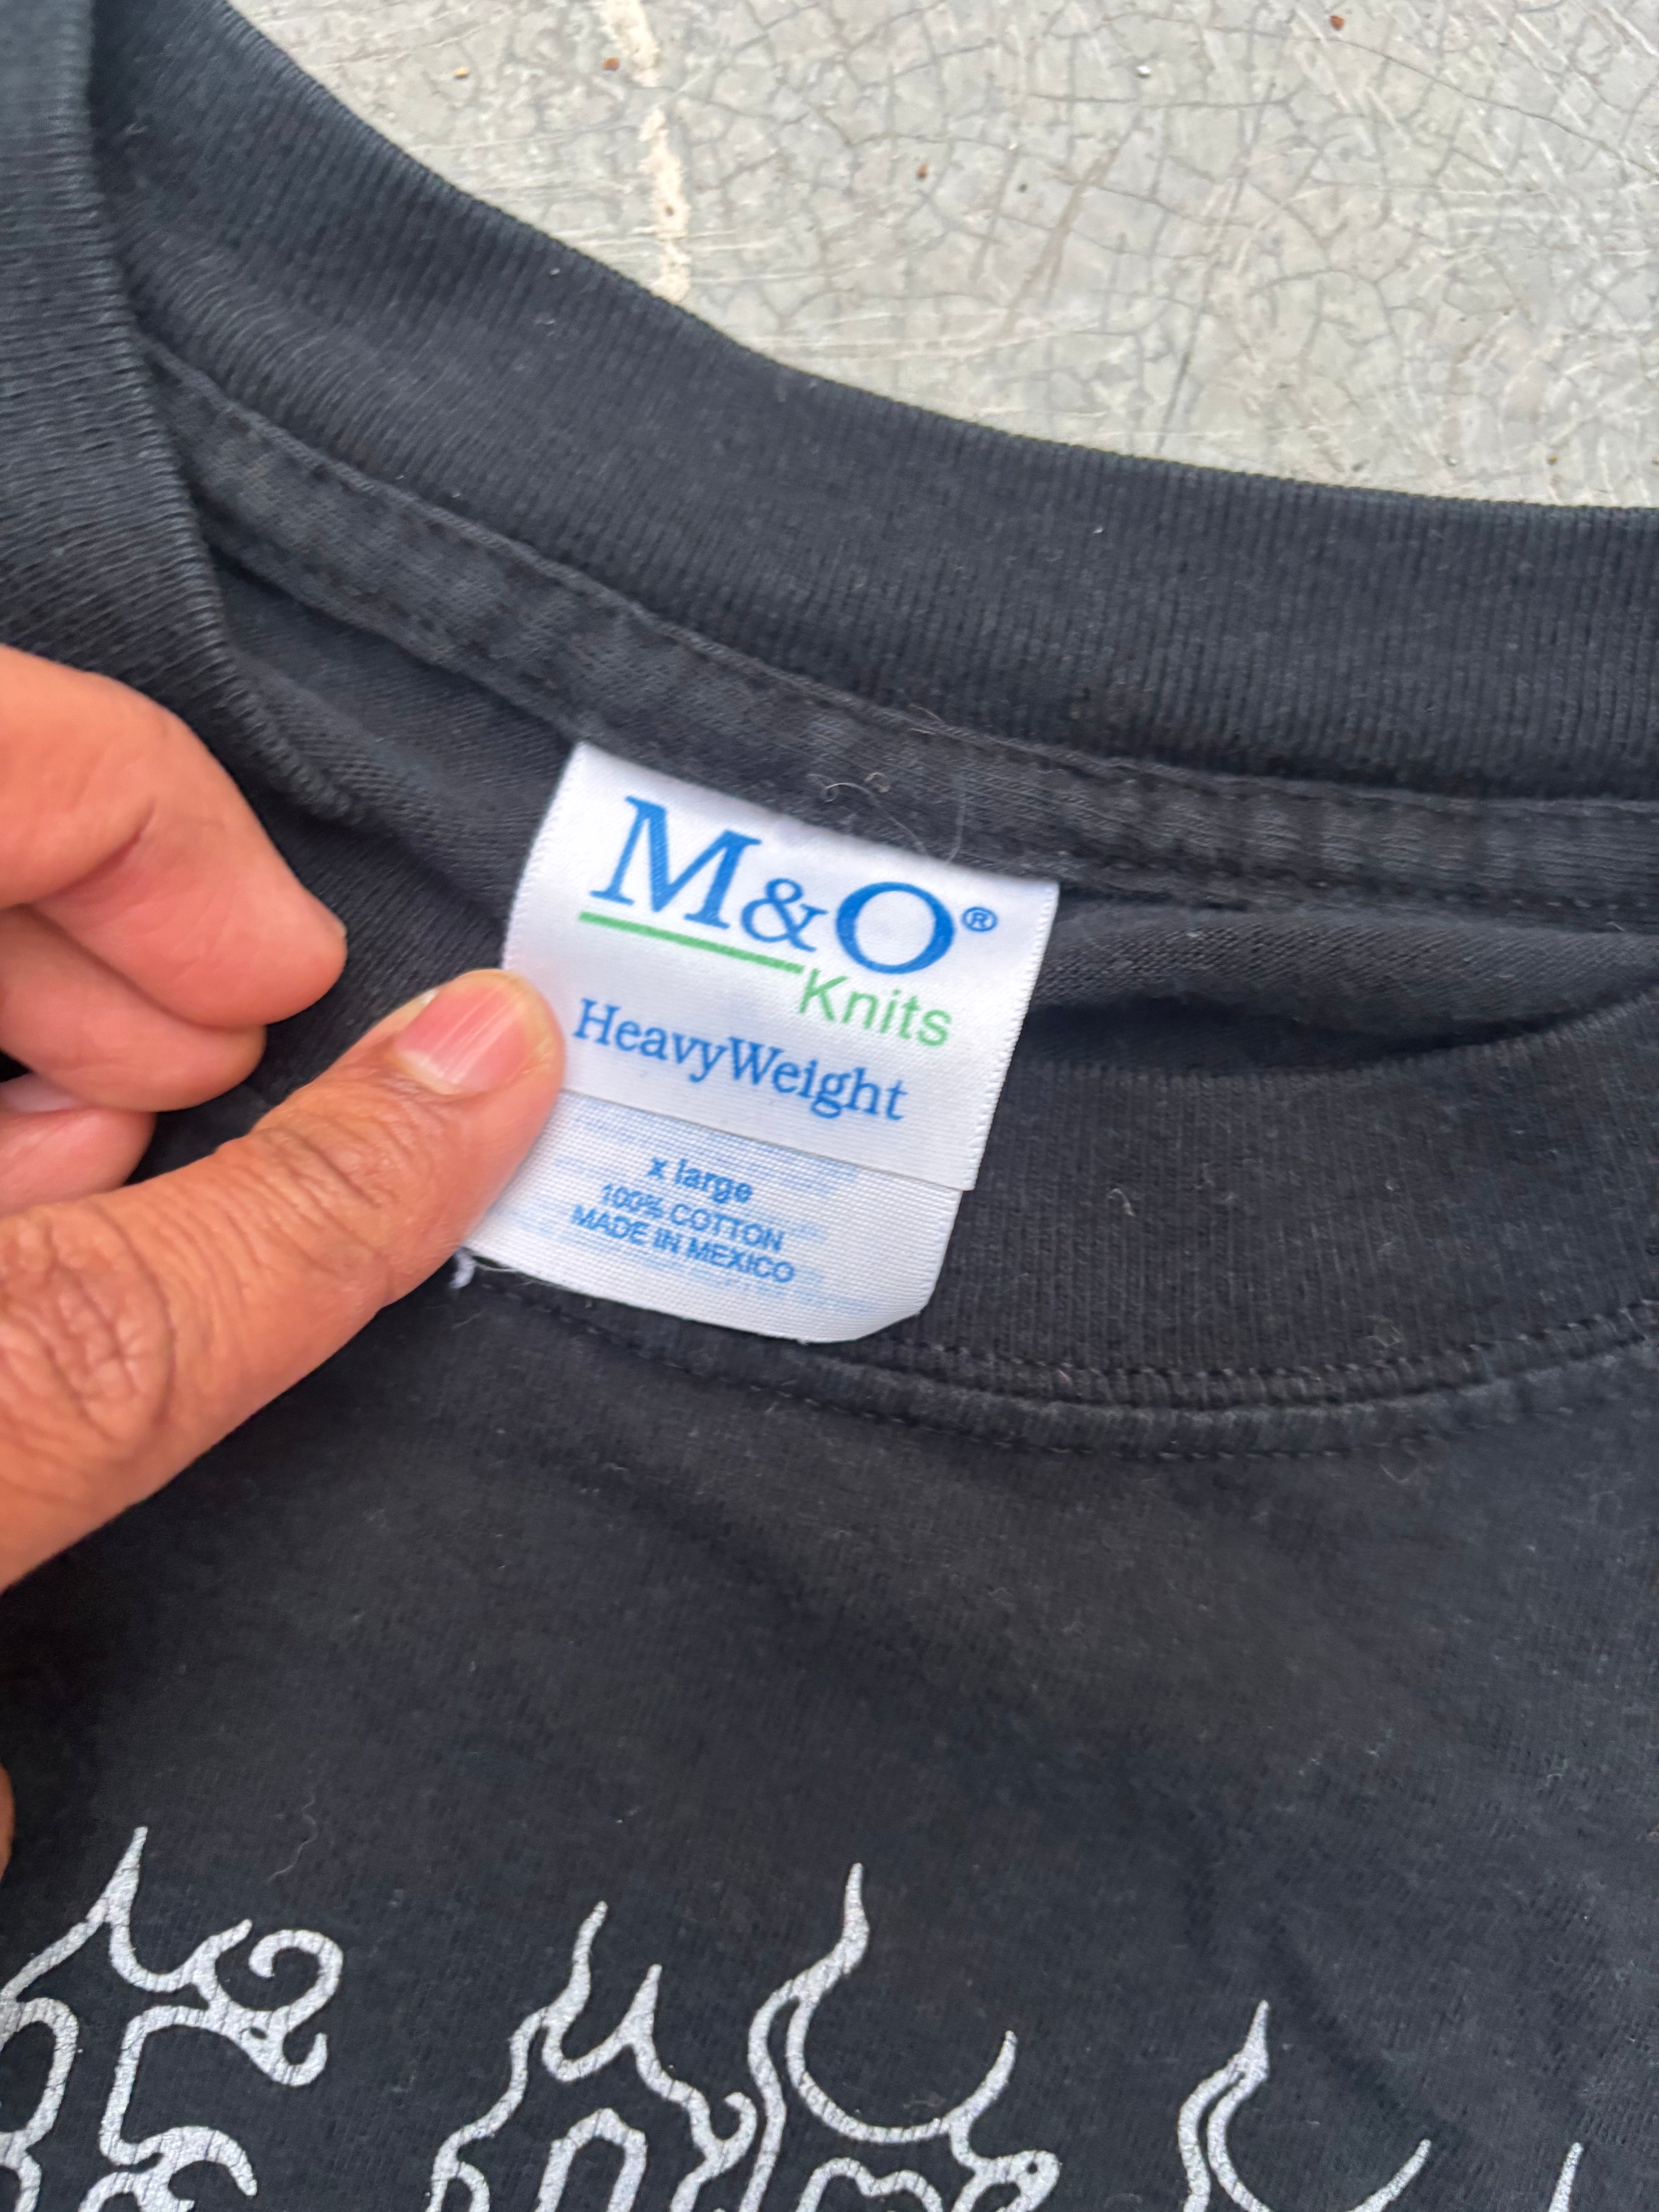 M&O®
Knits
HeavyWeight
x large
100% COTTON
MADE IN MEXICO